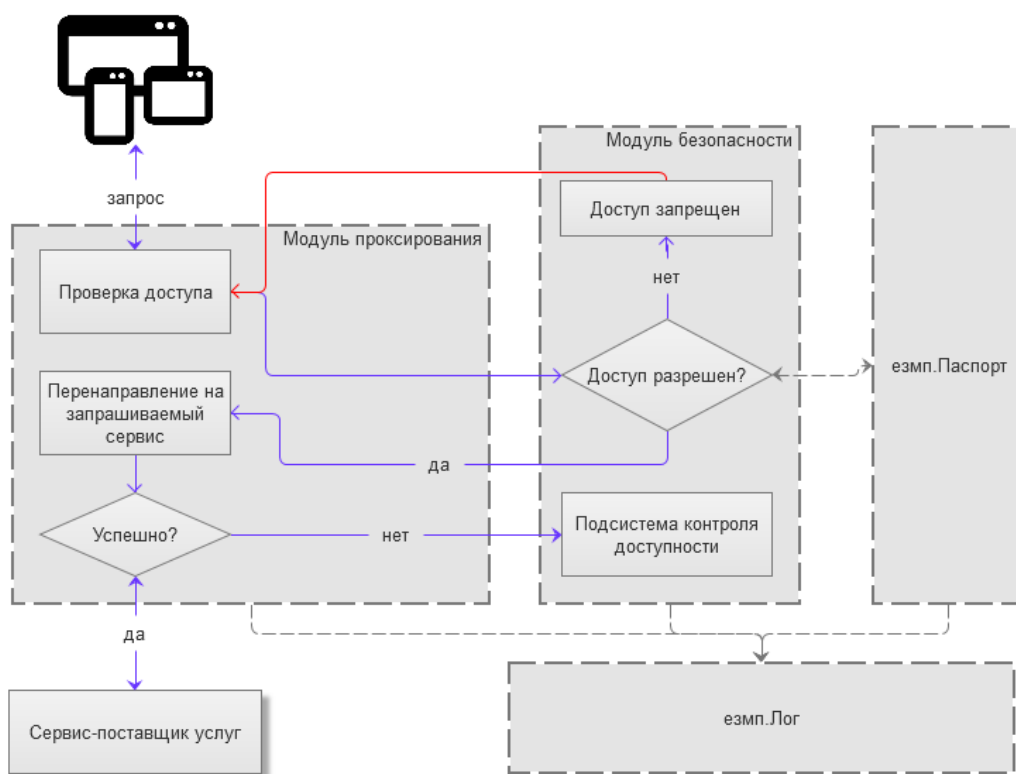 запрос
Модуль проксирования
Проверка доступа
Перенаправление на
запрашиваемый
сервис
Успешно?
да
Сервис-поставщик услуг
нет
да
Модуль безопасности
Доступ запрещен
нет
Доступ разрешен?
Подсистема контроля
доступности
езмп.Паспорт
езмп.Лог